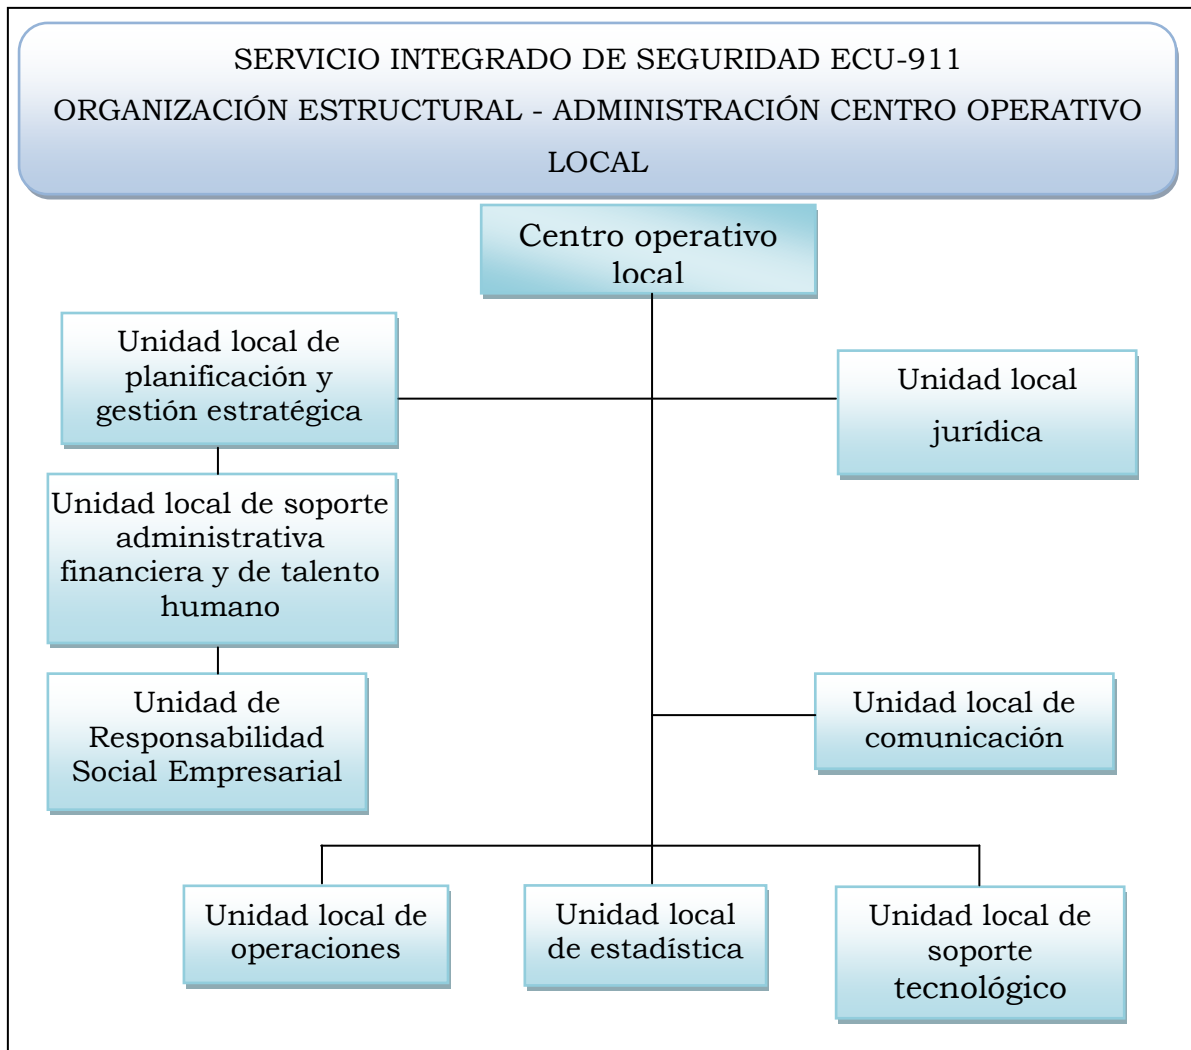 SERVICIO INTEGRADO DE SEGURIDAD ECU-911
ORGANIZACIÓN ESTRUCTURAL - ADMINISTRACIÓN CENTRO OPERATIVO
LOCAL
Centro operativo
local
Unidad local de
planificación y
gestión estratégica
Unidad local
jurídica
Unidad local de soporte
administrativa
financiera y de talento
humano
Unidad de
Responsabilidad
Social Empresarial
Unidad local de
comunicación
Unidad local de
operaciones
Unidad local
de estadística
Unidad local de
soporte
tecnológico